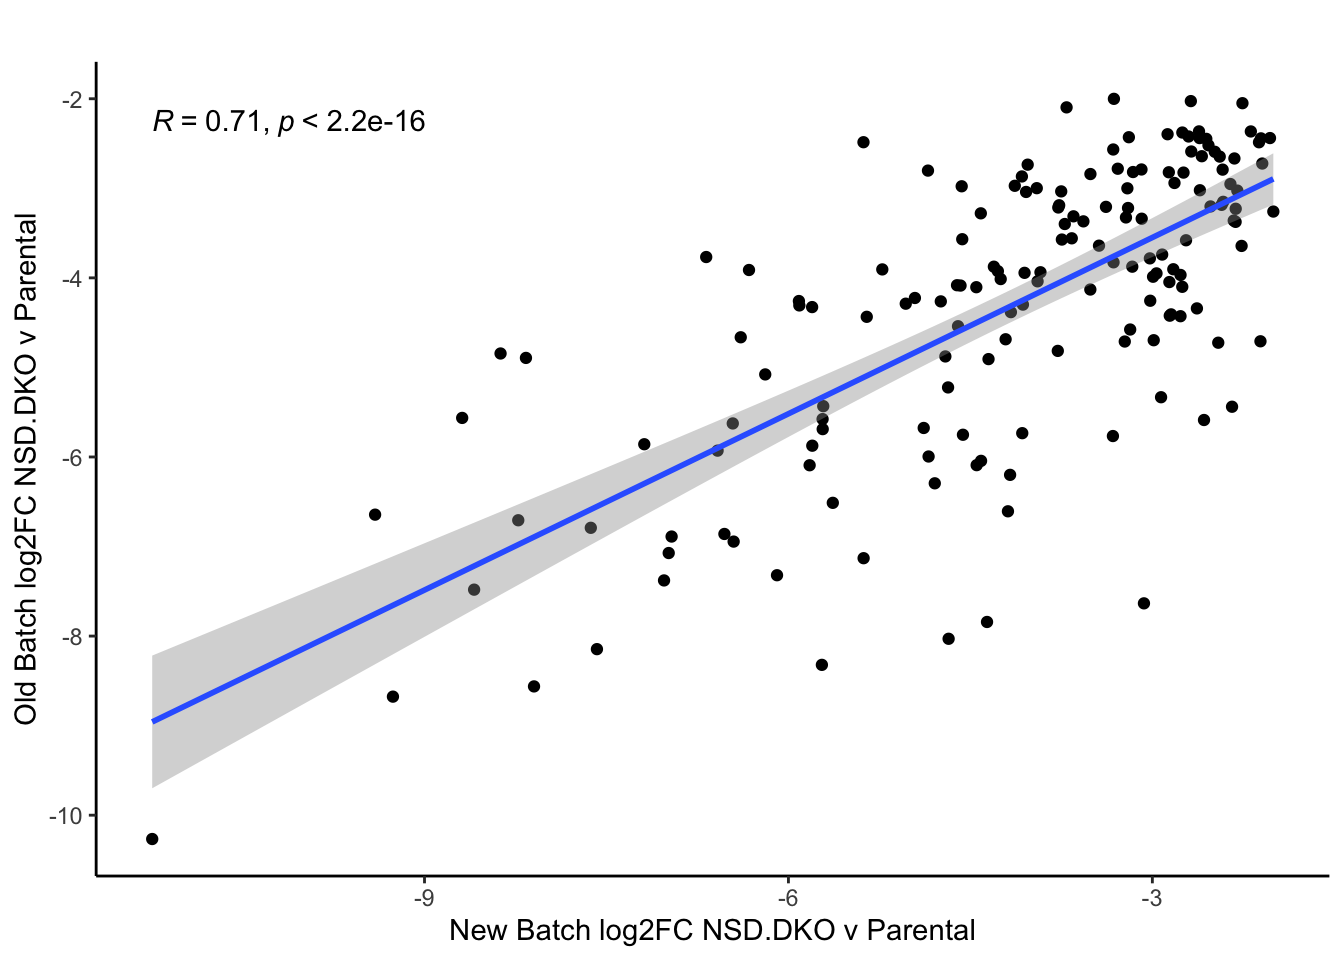 R = 0.71, p < 2.2e-16
-2
-4
-6
-8
-10
Old Batch log2FC NSD.DKO v Parental
-9
-6
-3
New Batch log2FC NSD.DKO v Parental